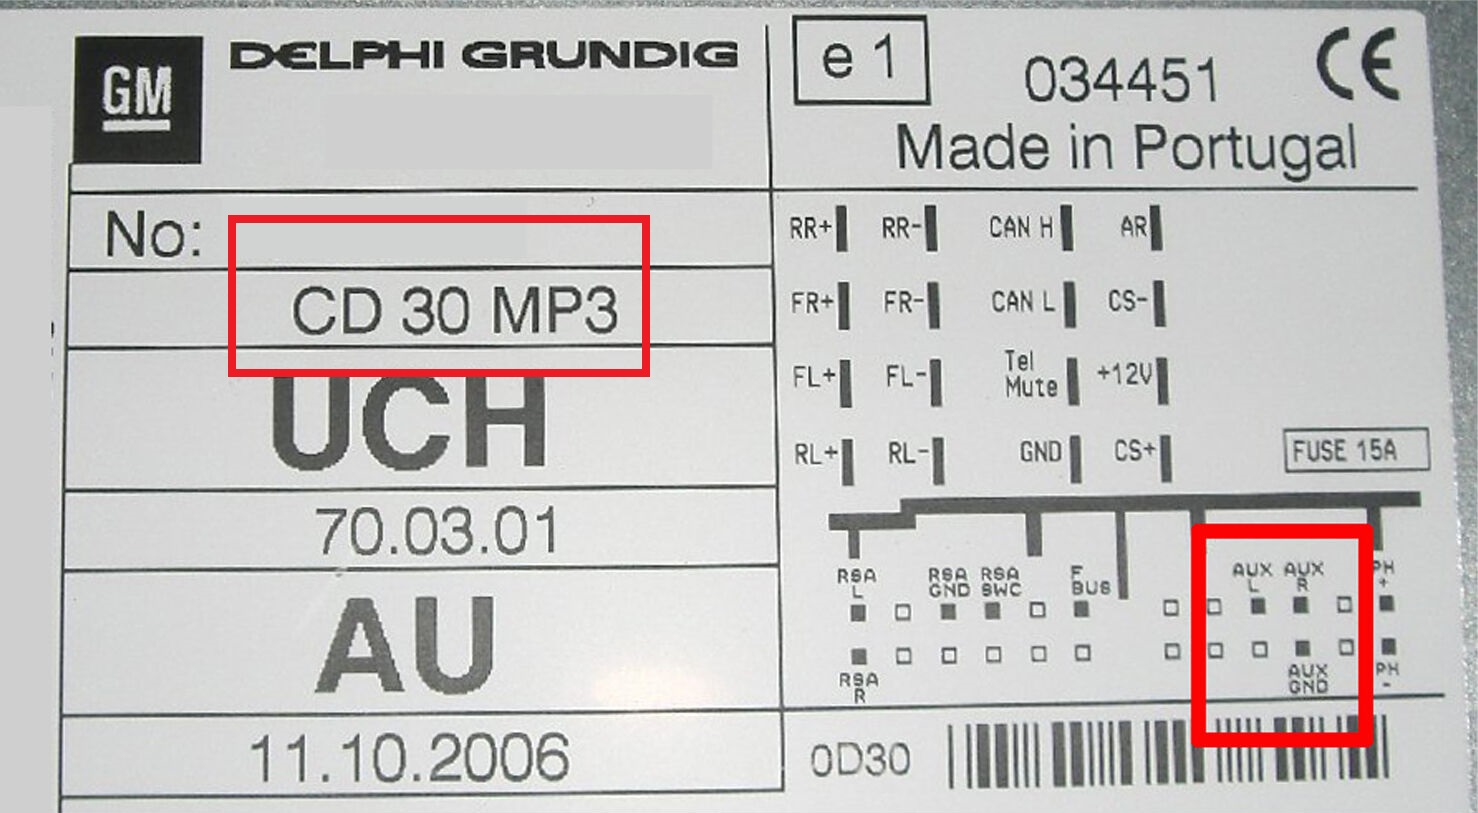 GM
DELPHI GRUNDIG
No:
CD 30 MP3
UCH
70.03.01
AU
11.10.2006
e 1
034451
CE
Made in Portugal
RR+ RR- CAN H AR
FR+ FR- CAN L CS-
FL+ FL- Tel Mute +12V
RL+ RL- GND CS+
FUSE 15A
RSA L
RSA GND
RSA SWC
F BUS
AUX L
AUX R
PH +
RSA R
AUX GND
PH -
0D30